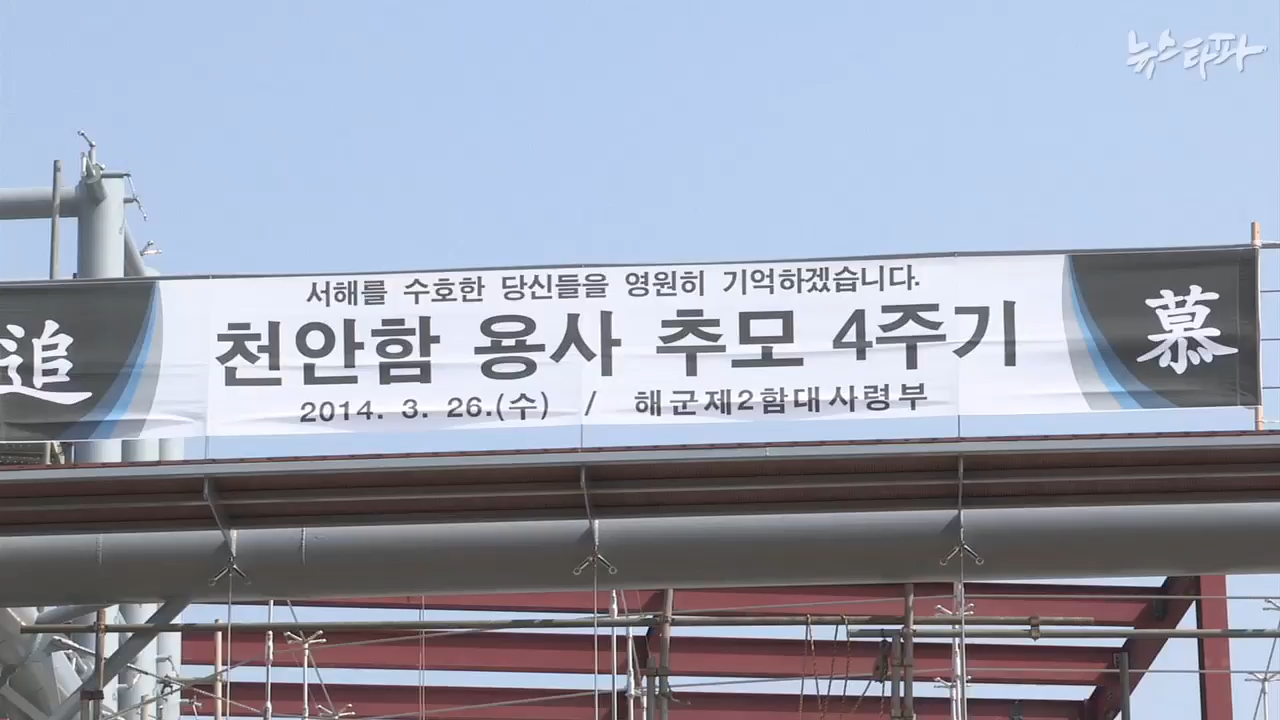 뉴스타파
서해를 수호한 당신들을 영원히 기억하겠습니다.
追 천안함 용사 추모 4주기 慕
2014. 3. 26.(수) / 해군제2함대사령부